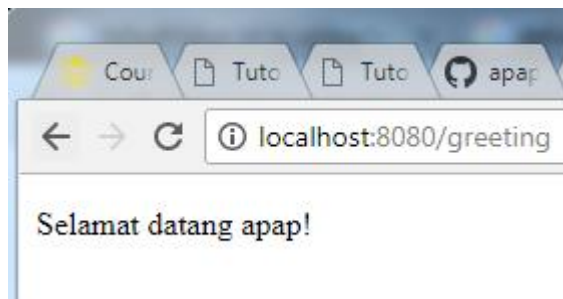 Cour
Tuto
Tuto
apap
localhost:8080/greeting
Selamat datang apap!